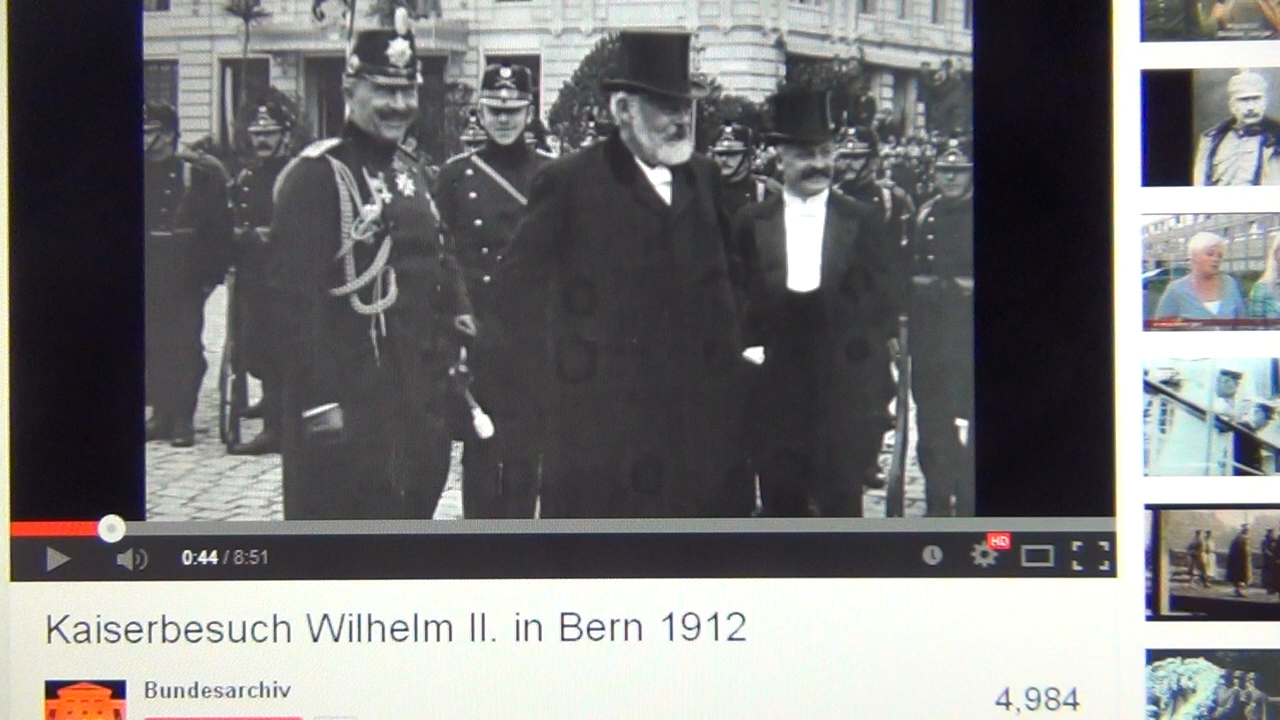 HD
0:44 / 8:51
Kaiserbesuch Wilhelm II. in Bern 1912
Bundesarchiv
4,984